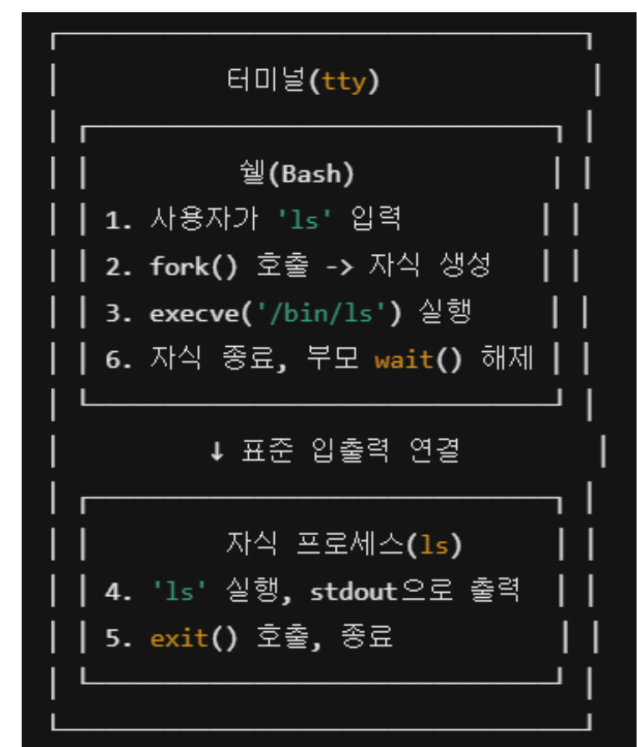 터미널(tty)
쉘(Bash)
1. 사용자가 'ls' 입력
2. fork() 호출 -> 자식 생성
3. execve('/bin/ls') 실행
6. 자식 종료, 부모 wait() 해제
↓ 표준 입출력 연결
자식 프로세스(ls)
4. 'ls' 실행, stdout으로 출력
5. exit() 호출, 종료